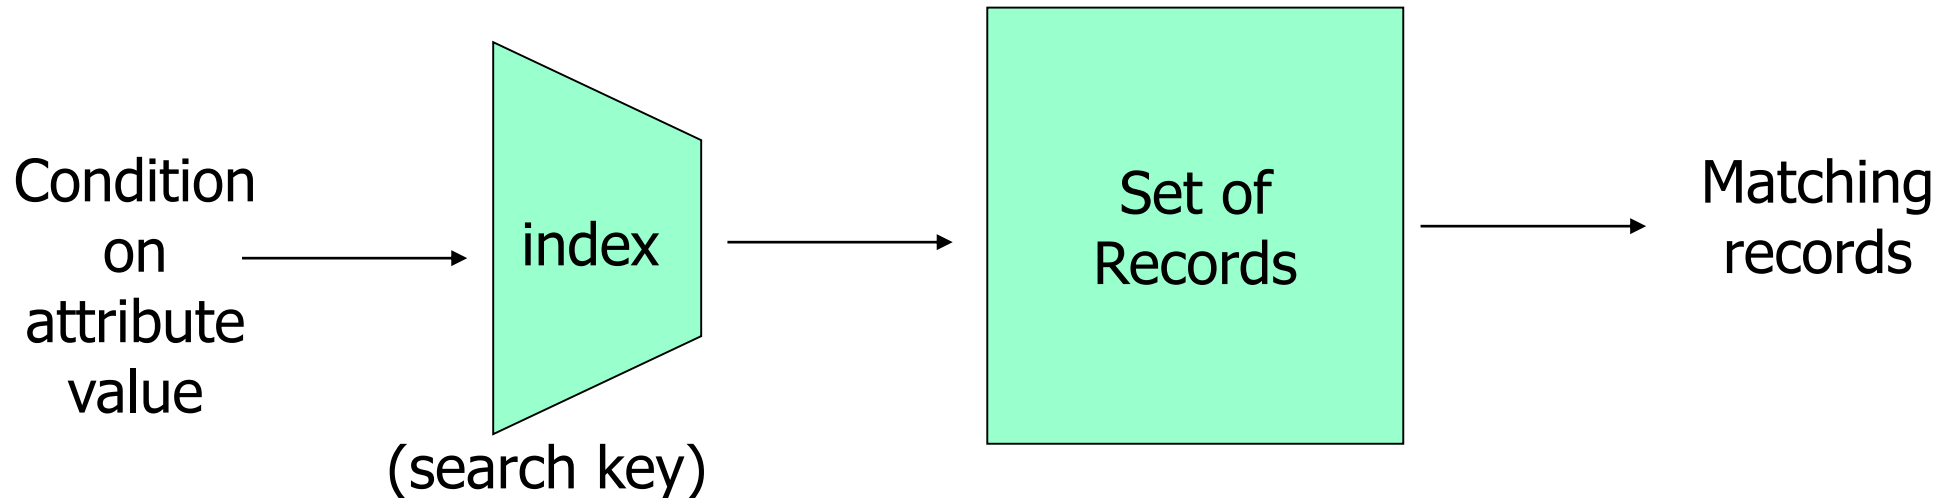 Condition
on
attribute
value
index
(search key)
Set of
Records
Matching
records